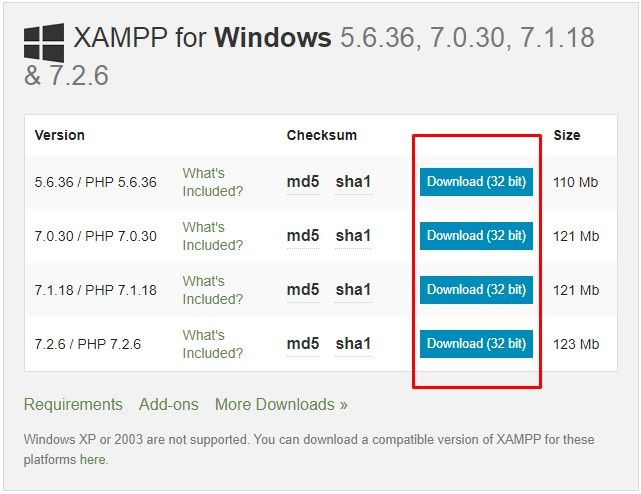 XAMPP for Windows 5.6.36, 7.0.30, 7.1.18
& 7.2.6
Version Checksum Size
5.6.36 / PHP 5.6.36 What's Included? md5 sha1 Download (32 bit) 110 Mb
7.0.30 / PHP 7.0.30 What's Included? md5 sha1 Download (32 bit) 121 Mb
7.1.18 / PHP 7.1.18 What's Included? md5 sha1 Download (32 bit) 121 Mb
7.2.6 / PHP 7.2.6 What's Included? md5 sha1 Download (32 bit) 123 Mb
Requirements Add-ons More Downloads »
Windows XP or 2003 are not supported. You can download a compatible version of XAMPP for these
platforms here.